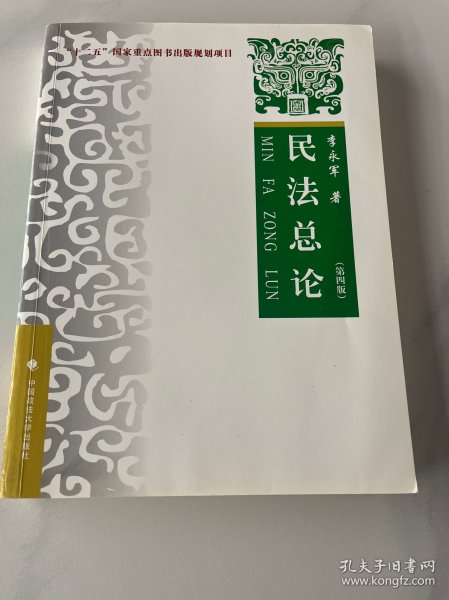 “十二五”国家重点图书出版规划项目
李永军 著
民法总论
MIN FA ZONG LUN
(第四版)
中国政法大学出版社
孔夫子旧书网
www.kongfz.com